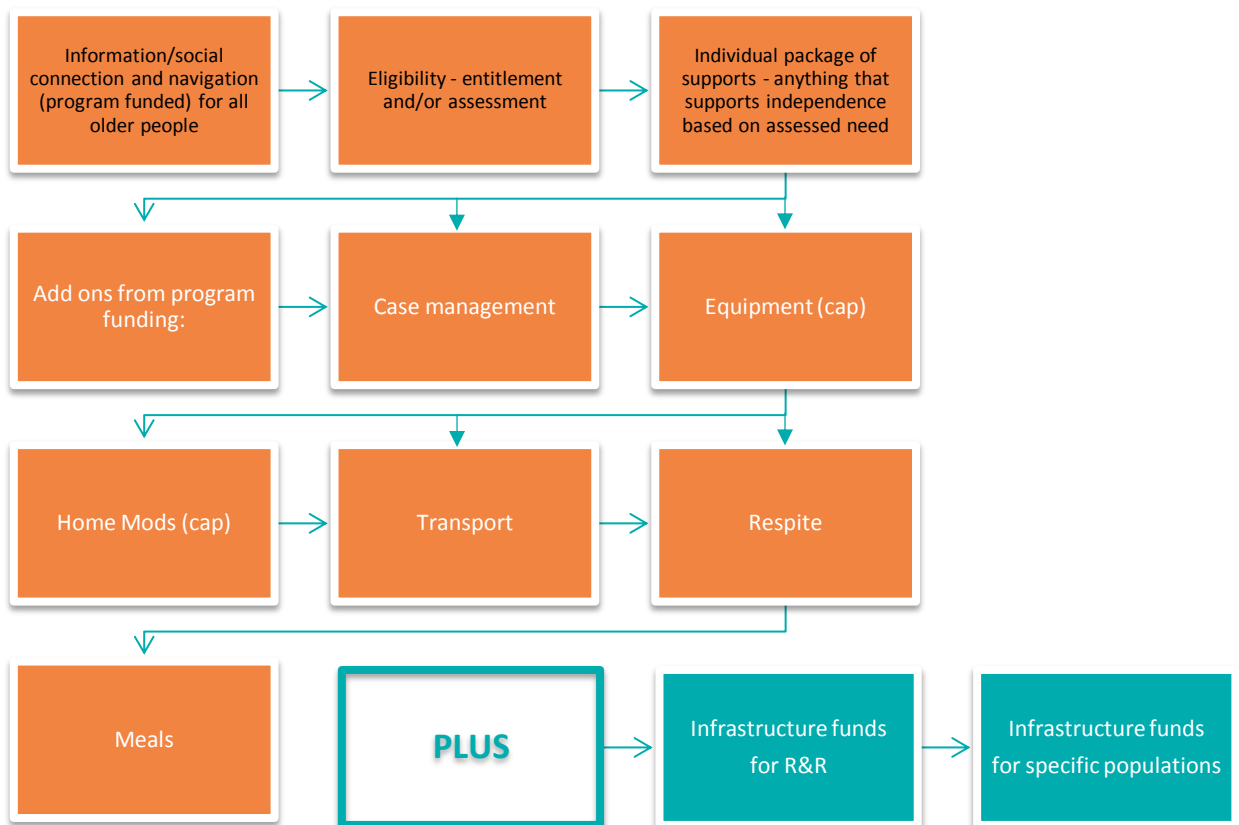 Information/social
connection and navigation
(program funded) for all
older people
Eligibility - entitlement
and/or assessment
Individual package of
supports - anything that
supports independence
based on assessed need
Add ons from program
funding:
Case management
Equipment (cap)
Home Mods (cap)
Transport
Respite
Meals
PLUS
Infrastructure funds
for R&R
Infrastructure funds
for specific populations